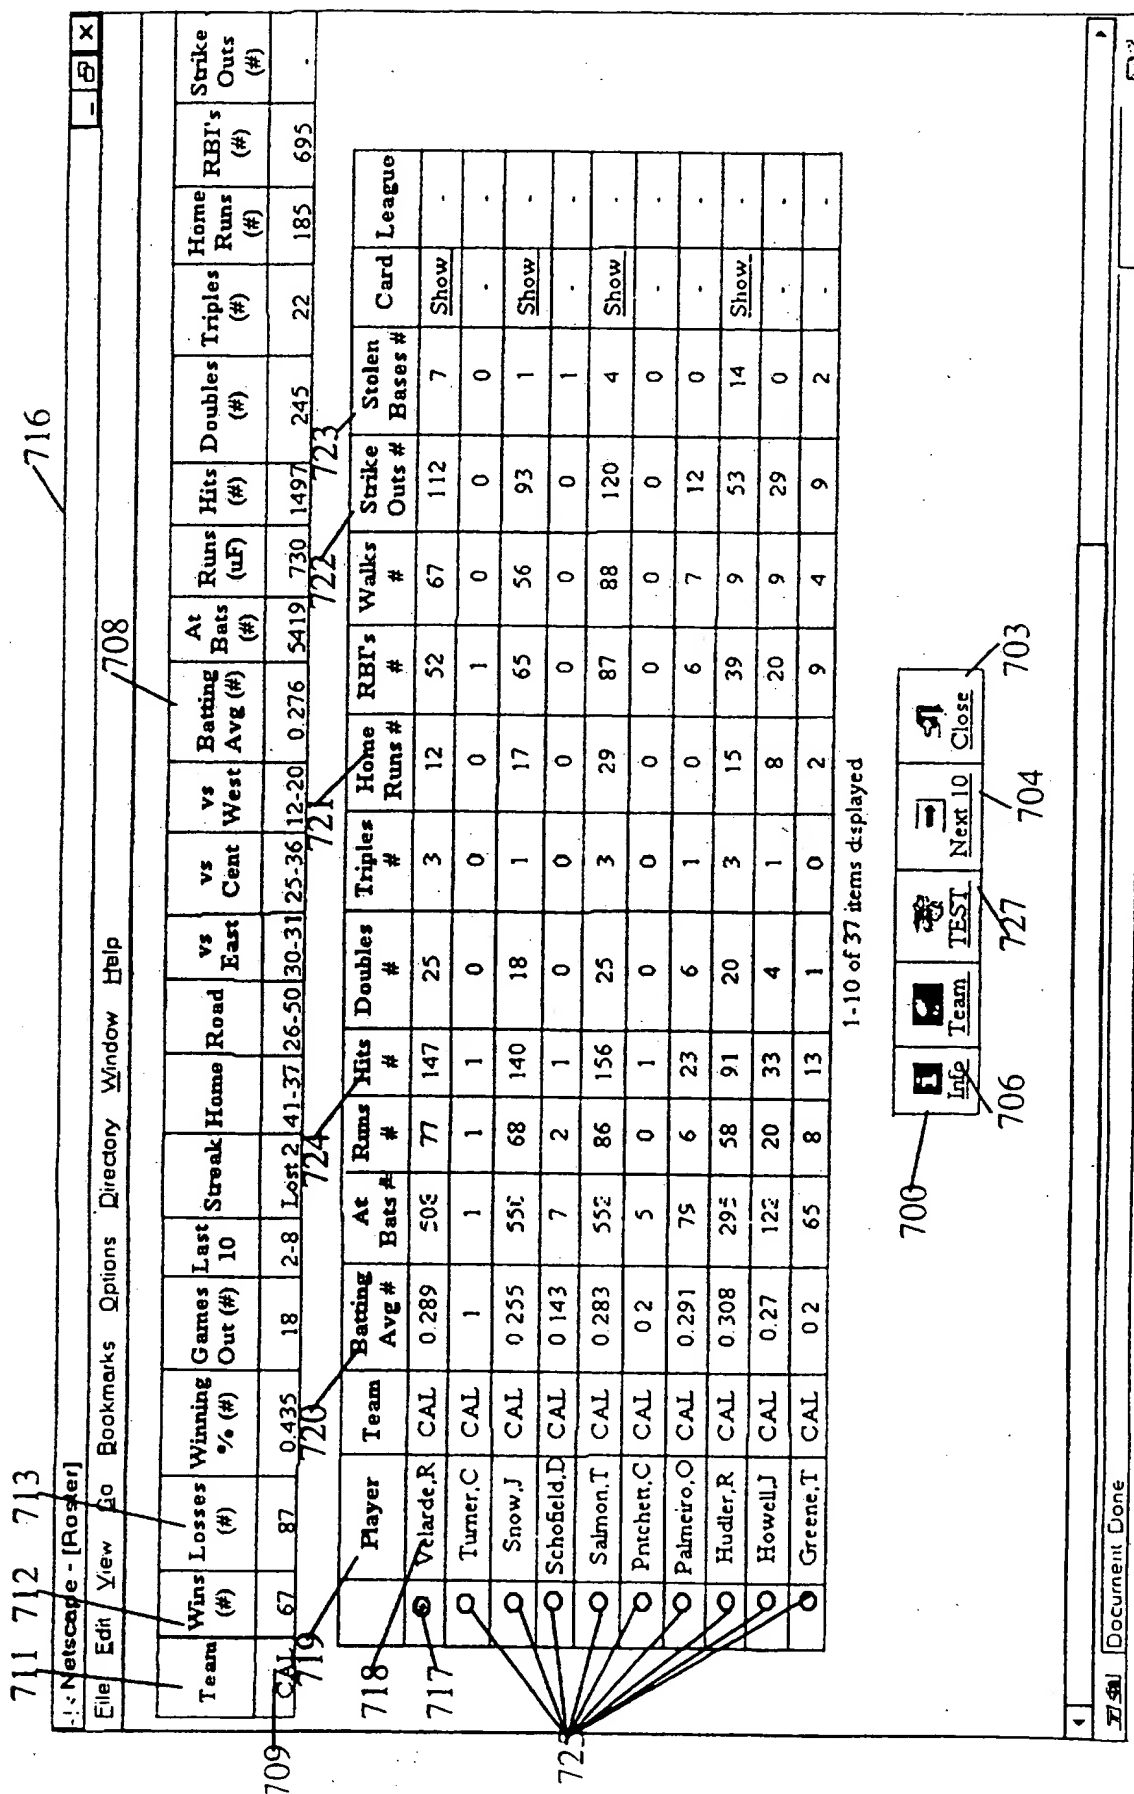 716
Netscape - [Roster]
File Edit View Go Bookmarks Options Directory Window Help
711 712 713 708
Team Wins (#) Losses (#) Winning % (#) Games Out (#) Last 10 Streak Home Road vs East vs Cent vs West Batting Avg (#) At Bats (#) Runs (uF) Hits (#) Doubles (#) Triples (#) Home Runs (#) RBI's (#) Strike Outs (#)
CAL 67 87 0.435 18 2-8 Lost 2 41-37 26-50 30-31 25-36 12-20 0.276 5419 730 1497 245 22 185 695 -
709 719 720 724 721 722 723
Player Team Batting Avg # At Bats # Runs # Hits # Doubles # Triples # Home Runs # RBI's # Walks # Strike Outs # Stolen Bases # Card League
Velarde,R CAL 0.289 77 147 25 3 12 52 67 112 7 Show -
Turner,C CAL 1 1 1 1 0 0 0 1 0 0 0 - -
Snow,J CAL 0 255 68 140 18 1 17 65 56 93 1 Show -
Schofield,D CAL 0 143 7 2 1 0 0 0 0 0 0 1 - -
Salmon,T CAL 0.283 552 86 156 25 3 29 87 88 120 4 Show -
Pritchett,C CAL 0 2 5 0 1 0 0 0 0 0 0 0 - -
Palmeiro,O CAL 0.291 79 6 23 6 1 0 6 7 12 0 - -
Hudler,R CAL 0.308 295 58 91 20 3 15 39 9 53 14 Show -
Howell,J CAL 0.27 122 20 33 4 1 8 20 9 29 0 - -
Greene,T CAL 0 2 65 8 13 1 0 2 9 4 9 2 - -
718
717
1-10 of 37 items displayed
Info Team TEST Next 10 Close
700 706 727 704 703
Document Done